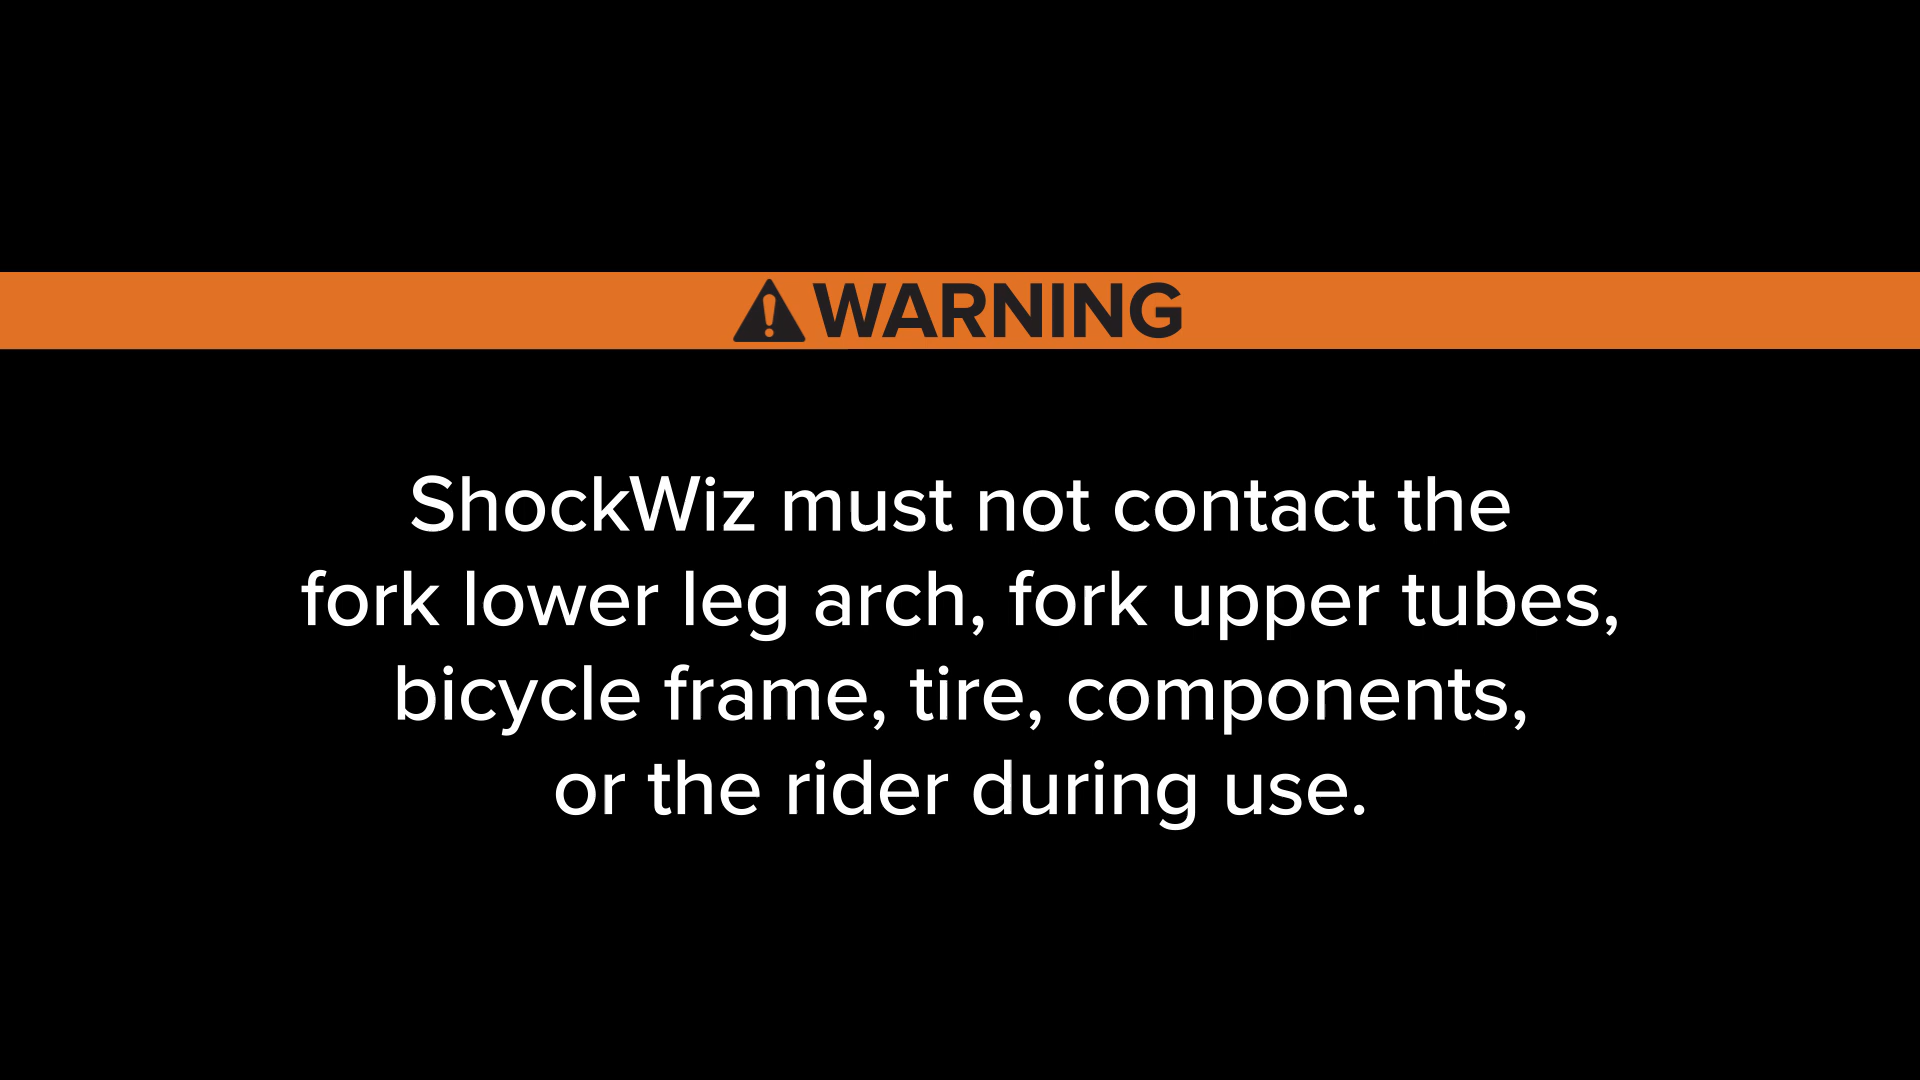 WARNING
ShockWiz must not contact the
fork lower leg arch, fork upper tubes,
bicycle frame, tire, components,
or the rider during use.